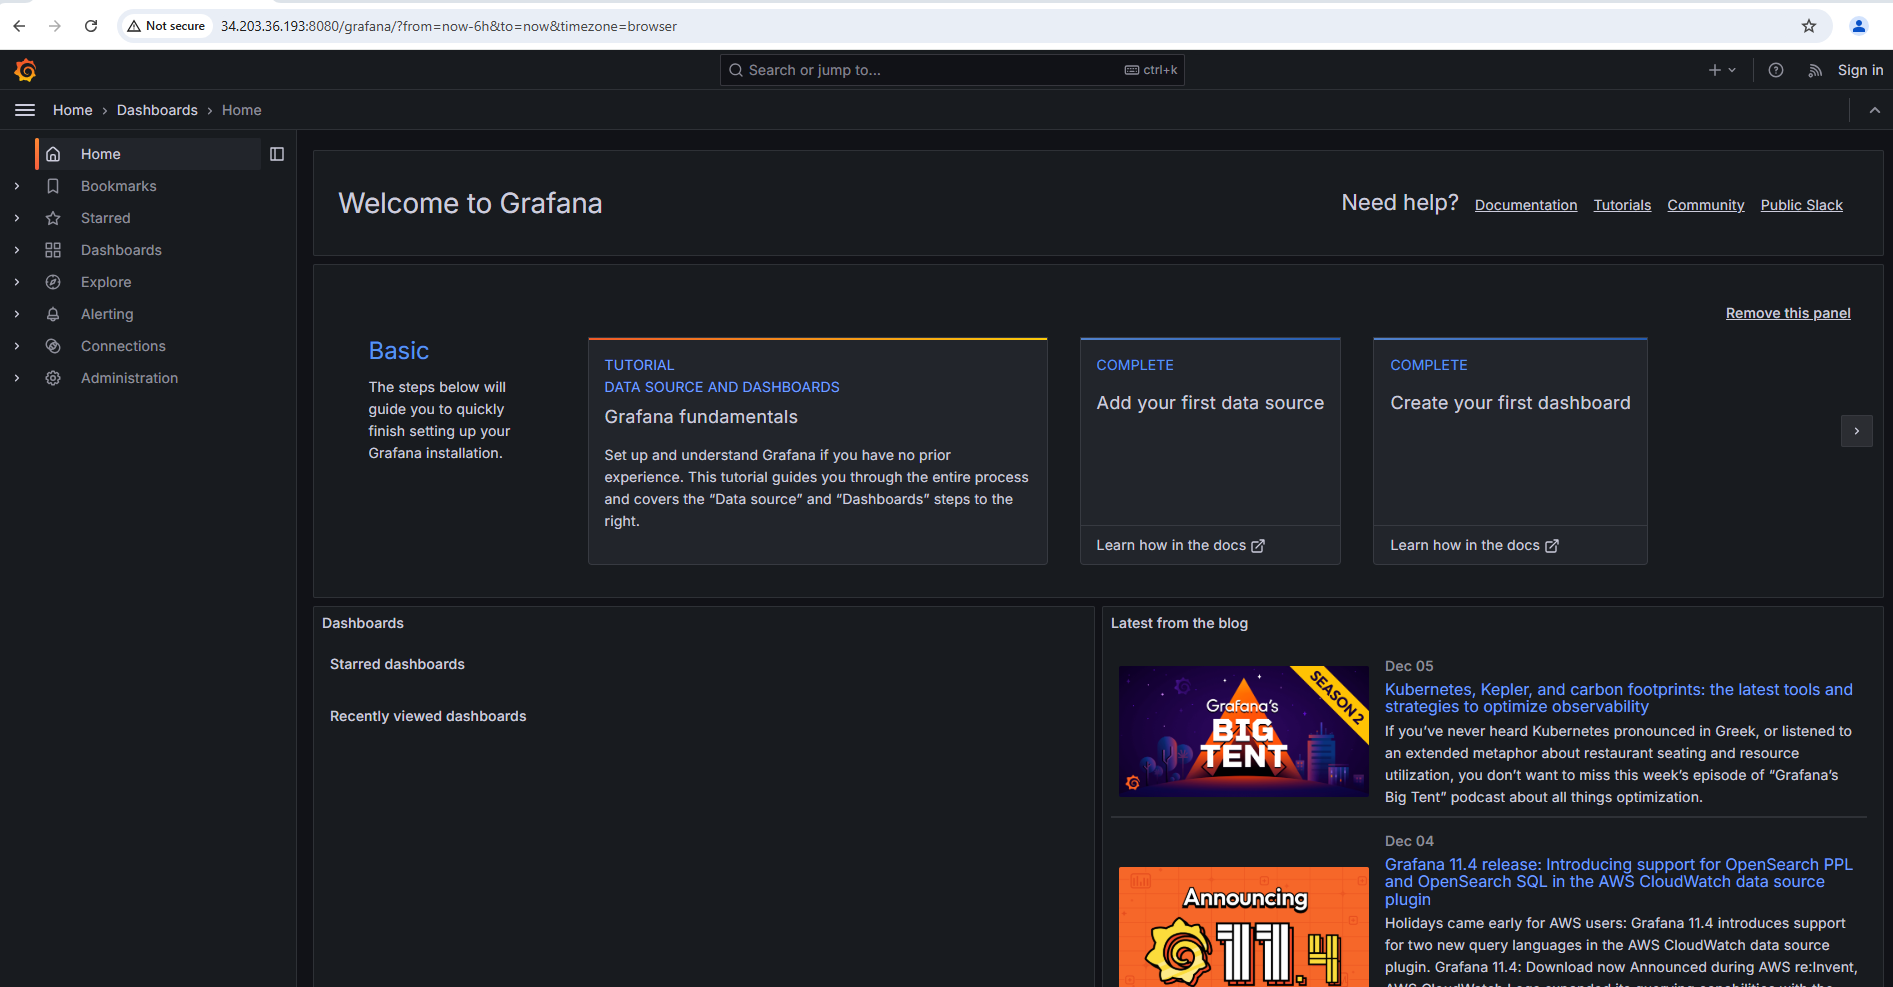 Not secure
34.203.36.193:8080/grafana/?from=now-6h&to=now&timezone=browser
Search or jump to...
ctrl+k
Sign in
Home › Dashboards › Home
Home
Bookmarks
Starred
Dashboards
Explore
Alerting
Connections
Administration
Welcome to Grafana
Need help?
Documentation
Tutorials
Community
Public Slack
Remove this panel
Basic
The steps below will
guide you to quickly
finish setting up your
Grafana installation.
TUTORIAL
DATA SOURCE AND DASHBOARDS
Grafana fundamentals
Set up and understand Grafana if you have no prior
experience. This tutorial guides you through the entire process
and covers the “Data source” and “Dashboards” steps to the
right.
COMPLETE
Add your first data source
Learn how in the docs
COMPLETE
Create your first dashboard
Learn how in the docs
Dashboards
Starred dashboards
Recently viewed dashboards
Latest from the blog
SEASON 2
Grafana's
BIG
TENT
Dec 05
Kubernetes, Kepler, and carbon footprints: the latest tools and
strategies to optimize observability
If you’ve never heard Kubernetes pronounced in Greek, or listened to
an extended metaphor about restaurant seating and resource
utilization, you don’t want to miss this week’s episode of “Grafana’s
Big Tent” podcast about all things optimization.
Announcing
11.4
Dec 04
Grafana 11.4 release: Introducing support for OpenSearch PPL
and OpenSearch SQL in the AWS CloudWatch data source
plugin
Holidays came early for AWS users: Grafana 11.4 introduces support
for two new query languages in the AWS CloudWatch data source
plugin. Grafana 11.4: Download now Announced during AWS re:Invent,